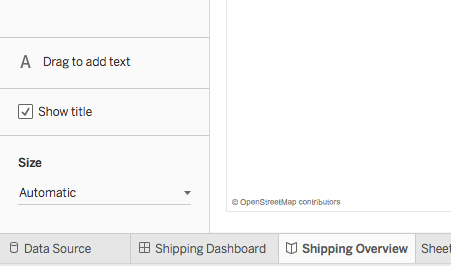 A Drag to add text
Show title
Size
Automatic
© OpenStreetMap contributors
Data Source Shipping Dashboard Shipping Overview Sheet